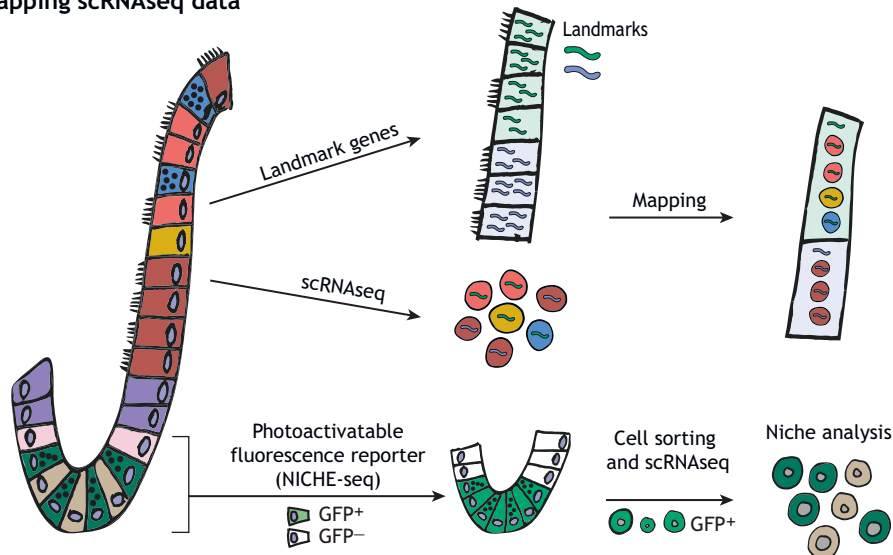 scRNAseq data
Landmarks
Landmark genes
Mapping
scRNAseq
Photoactivatable
fluorescence reporter
(NICHE-seq)
GFP+
GFP–
Cell sorting
and scRNAseq
GFP+
Niche analysis